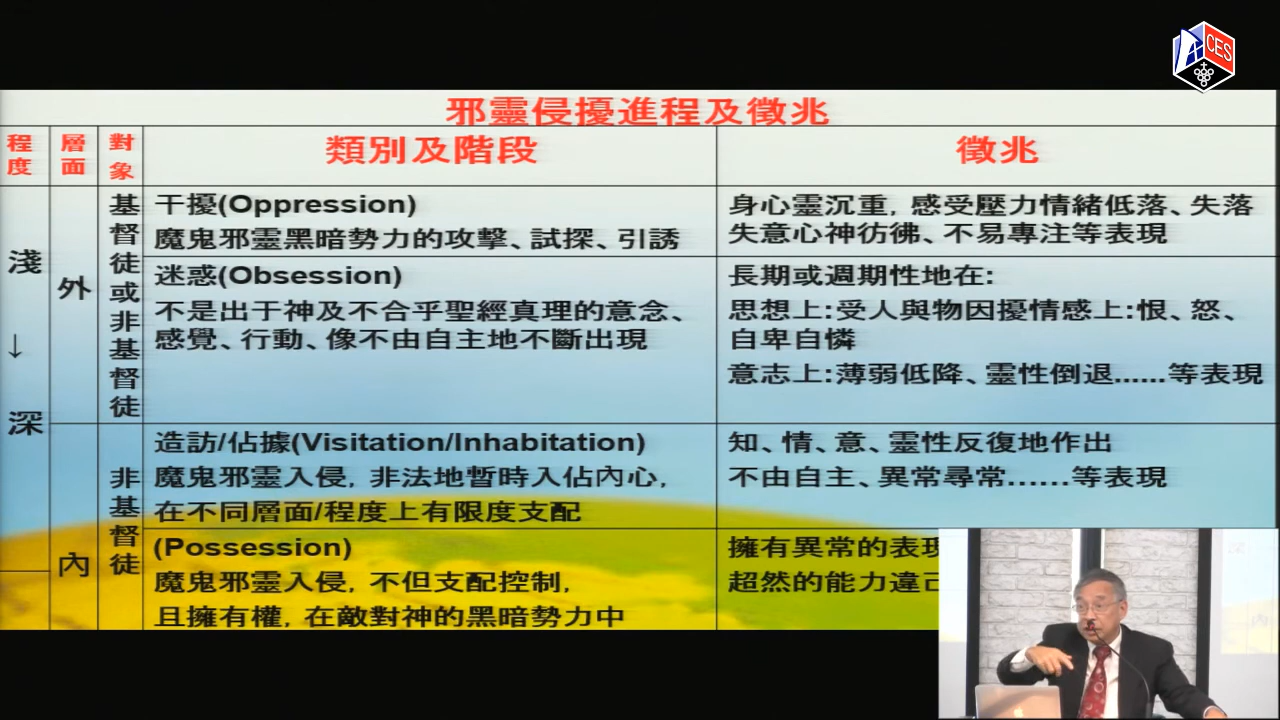 ACES
邪靈侵擾進程及徵兆
程度
層面
對象
類別及階段
徵兆
淺
↓
深
外
基督徒或非基督徒
干擾(Oppression)
魔鬼邪靈黑暗勢力的攻擊、試探、引誘
身心靈沉重, 感受壓力情緒低落、失落
失意心神彷彿、不易專注等表現
迷惑(Obsession)
不是出于神及不合乎聖經真理的意念、
感覺、行動、像不由自主地不斷出現
長期或週期性地在:
思想上:受人與物因擾情感上:恨、怒、
自卑自憐
意志上:薄弱低降、靈性倒退......等表現
內
非基督徒
造訪/佔據(Visitation/Inhabitation)
魔鬼邪靈入侵, 非法地暫時入佔內心,
在不同層面/程度上有限度支配
知、情、意、靈性反復地作出
不由自主、異常尋常......等表現
(Possession)
魔鬼邪靈入侵, 不但支配控制,
且擁有權, 在敵對神的黑暗勢力中
擁有異常的表現
超然的能力違己